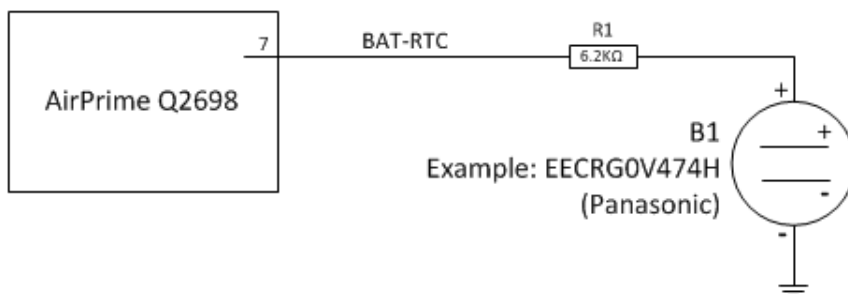 7
BAT-RTC
R1
6.2KΩ
AirPrime Q2698
+
B1
+
Example: EECRG0V474H
-
(Panasonic)
-